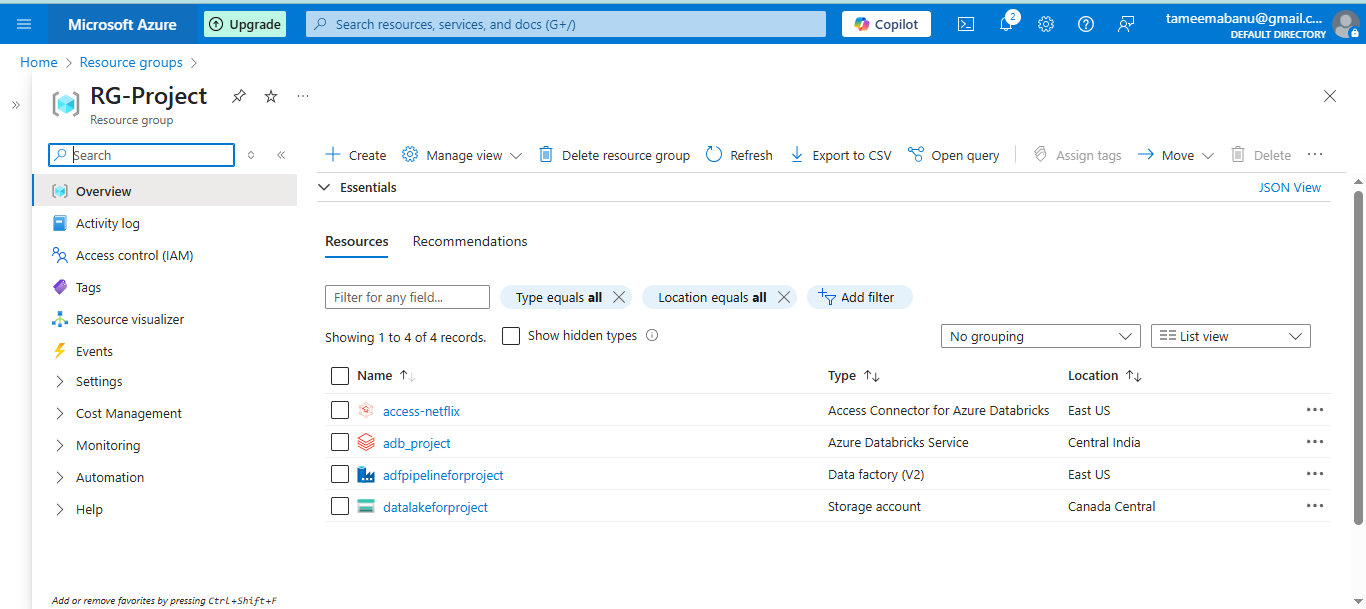 Microsoft Azure
Upgrade
Search resources, services, and docs (G+/)
Copilot
2
tameemabanu@gmail.c...
DEFAULT DIRECTORY
Home > Resource groups >
RG-Project
Resource group
Search
Create
Manage view
Delete resource group
Refresh
Export to CSV
Open query
Assign tags
Move
Delete
Overview
Activity log
Access control (IAM)
Tags
Resource visualizer
Events
Settings
Cost Management
Monitoring
Automation
Help
Essentials
JSON View
Resources
Recommendations
Filter for any field...
Type equals all
Location equals all
Add filter
Showing 1 to 4 of 4 records.
Show hidden types
No grouping
List view
Name Type Location
access-netflix Access Connector for Azure Databricks East US
adb_project Azure Databricks Service Central India
adfpipelineforproject Data factory (V2) East US
datalakeforproject Storage account Canada Central
Add or remove favorites by pressing Ctrl+Shift+F